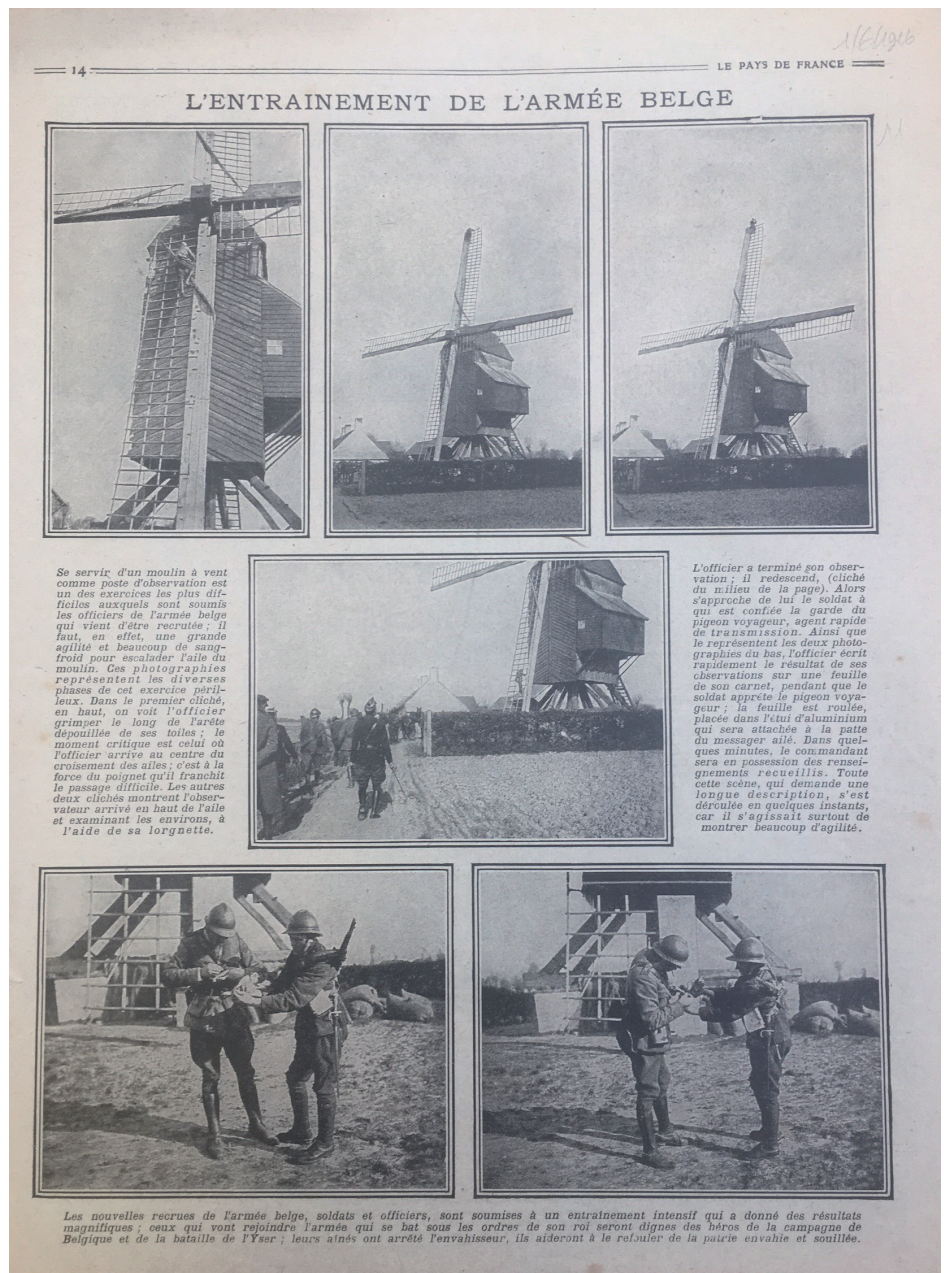 1/6/1916
14
LE PAYS DE FRANCE
L'ENTRAINEMENT DE L'ARMÉE BELGE
11
Se servir d'un moulin à vent
comme poste d'observation est
un des exercices les plus dif-
ficiles auxquels sont soumis
les officiers de l'armée belge
qui vient d'être recrutée ; il
faut, en effet, une grande
agilité et beaucoup de sang-
froid pour escalader l'aile du
moulin. Ces photographies
représentent les diverses
phases de cet exercice péril-
leux. Dans le premier cliché,
en haut, on voit l'officier
grimper le long de l'arête
dépouillée de ses toiles ; le
moment critique est celui où
l'officier arrive au centre du
croisement des ailes ; c'est à la
force du poignet qu'il franchit
le passage difficile. Les autres
deux clichés montrent l'obser-
vateur arrivé en haut de l'aile
et examinant les environs, à
l'aide de sa lorgnette.
L'officier a terminé son obser-
vation ; il redescend, (cliché
du milieu de la page). Alors
s'approche de lui le soldat à
qui est confiée la garde du
pigeon voyageur, agent rapide
de transmission. Ainsi que
le représentent les deux photo-
graphies du bas, l'officier écrit
rapidement le résultat de ses
observations sur une feuille
de son carnet, pendant que le
soldat apprête le pigeon voya-
geur ; la feuille est roulée,
placée dans l'étui d'aluminium
qui sera attachée à la patte
du messager ailé. Dans quel-
ques minutes, le commandant
sera en possession des rensei-
gnements recueillis. Toute
cette scène, qui demande une
longue description, s'est
déroulée en quelques instants,
car il s'agissait surtout de
montrer beaucoup d'agilité.
Les nouvelles recrues de l'armée belge, soldats et officiers, sont soumises à un entraînement intensif qui a donné des résultats
magnifiques ; ceux qui vont rejoindre l'armée qui se bat sous les ordres de son roi seront dignes des héros de la campagne de
Belgique et de la bataille de l'Yser ; leurs aînés ont arrêté l'envahisseur, ils aideront à le refouler de la patrie envahie et souillée.